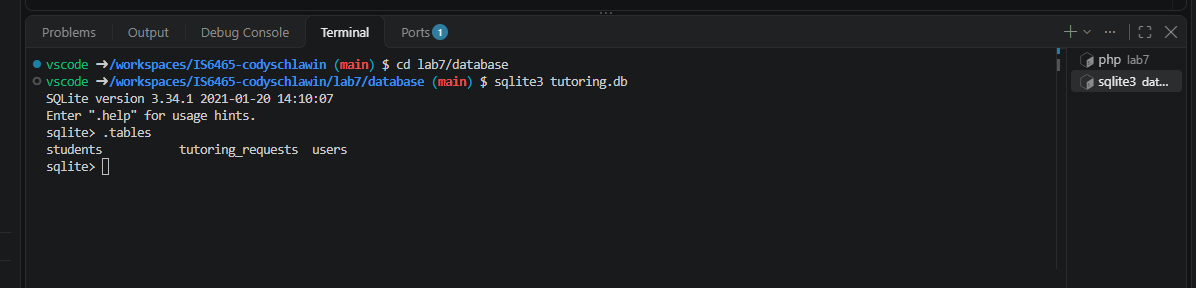 Problems Output Debug Console Terminal Ports 1
vscode ➜/workspaces/IS6465-codyschlawin (main) $ cd lab7/database
vscode ➜/workspaces/IS6465-codyschlawin/lab7/database (main) $ sqlite3 tutoring.db
SQLite version 3.34.1 2021-01-20 14:10:07
Enter ".help" for usage hints.
sqlite> .tables
students tutoring_requests users
sqlite>
php lab7
sqlite3 dat...